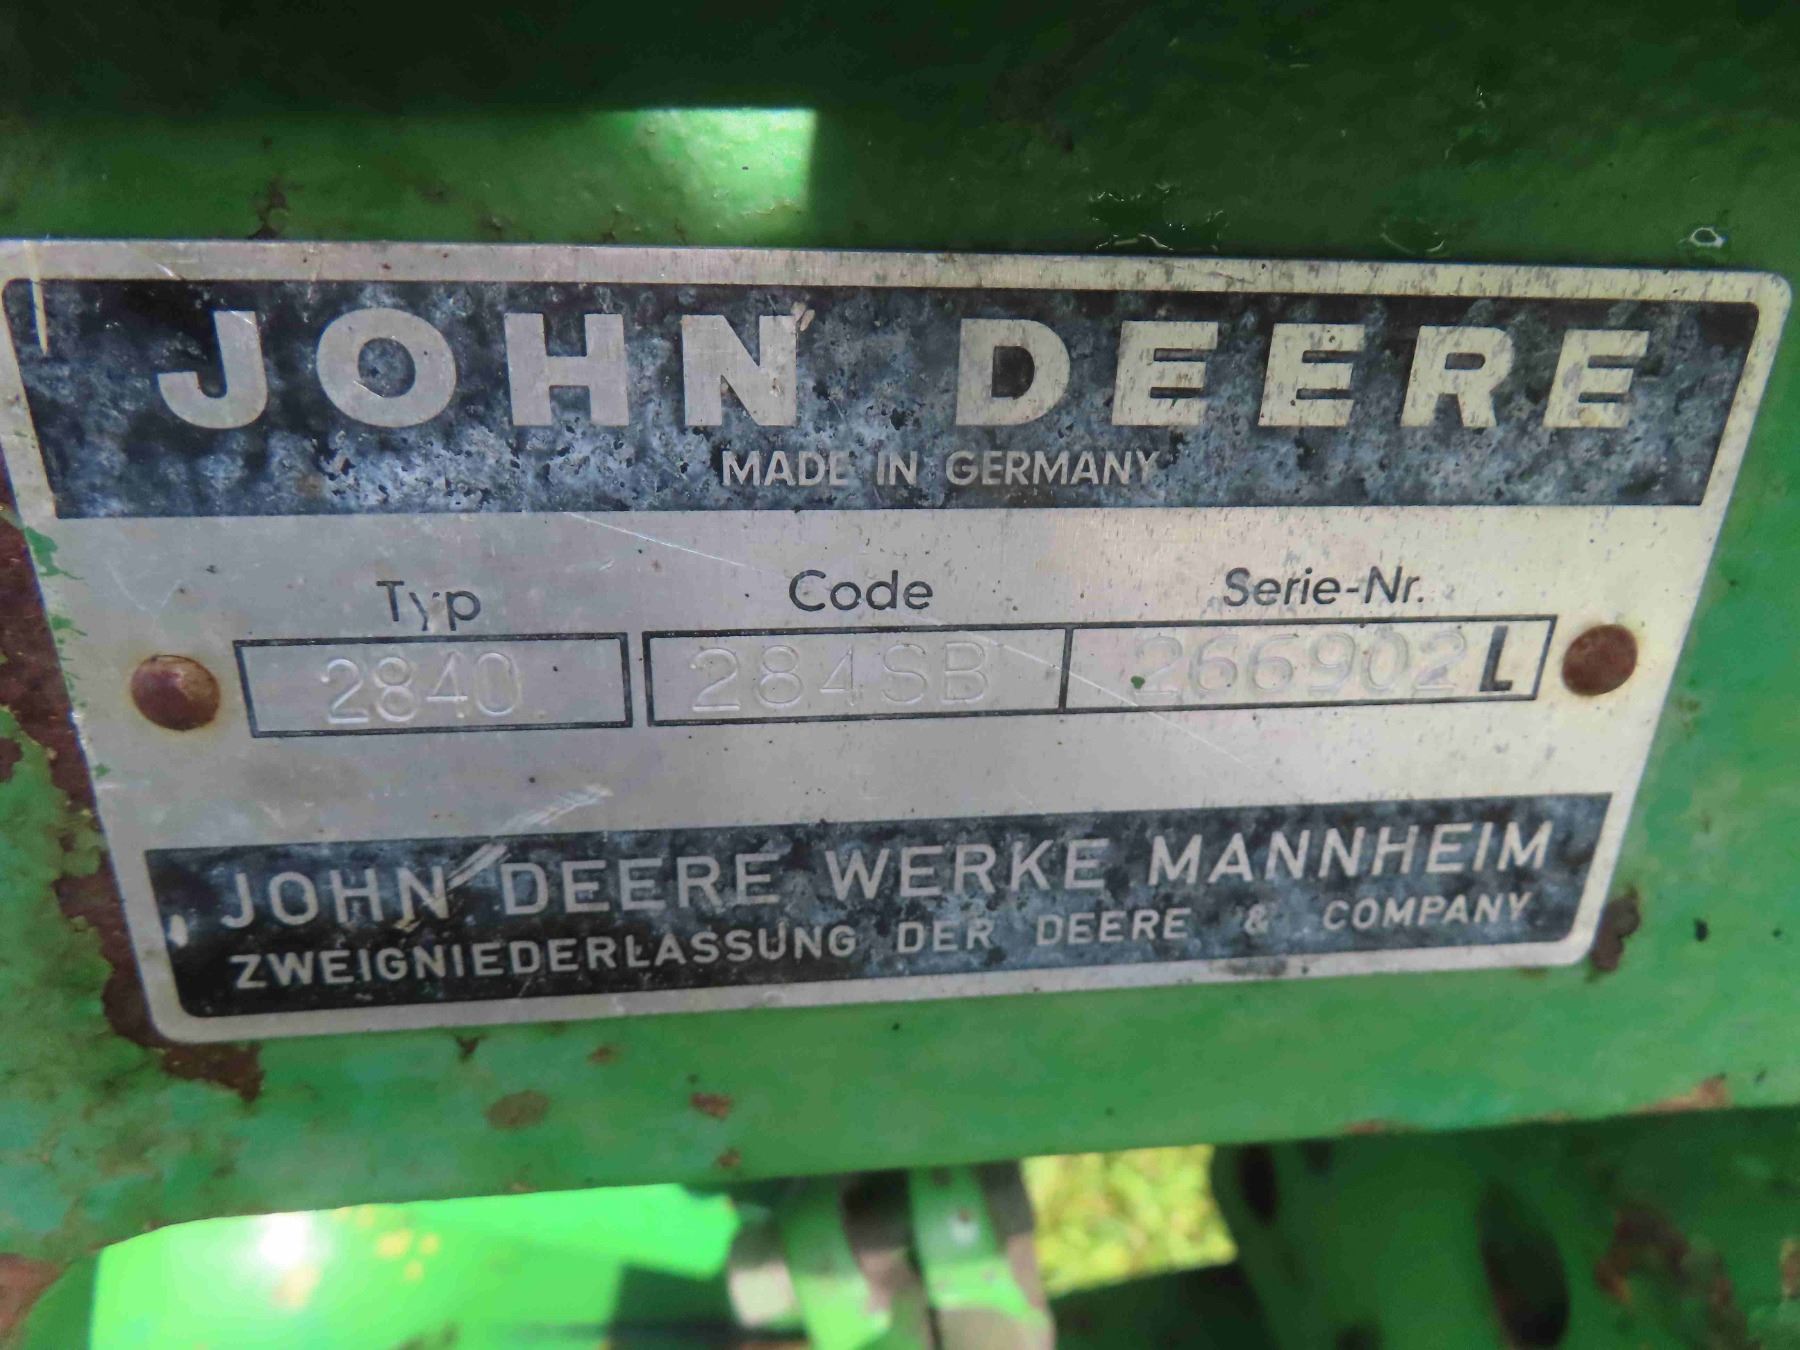 JOHN DEERE
MADE IN GERMANY
Typ Code Serie-Nr.
2840 284SB 266902L
JOHN DEERE WERKE MANNHEIM
ZWEIGNIEDERLASSUNG DER DEERE & COMPANY